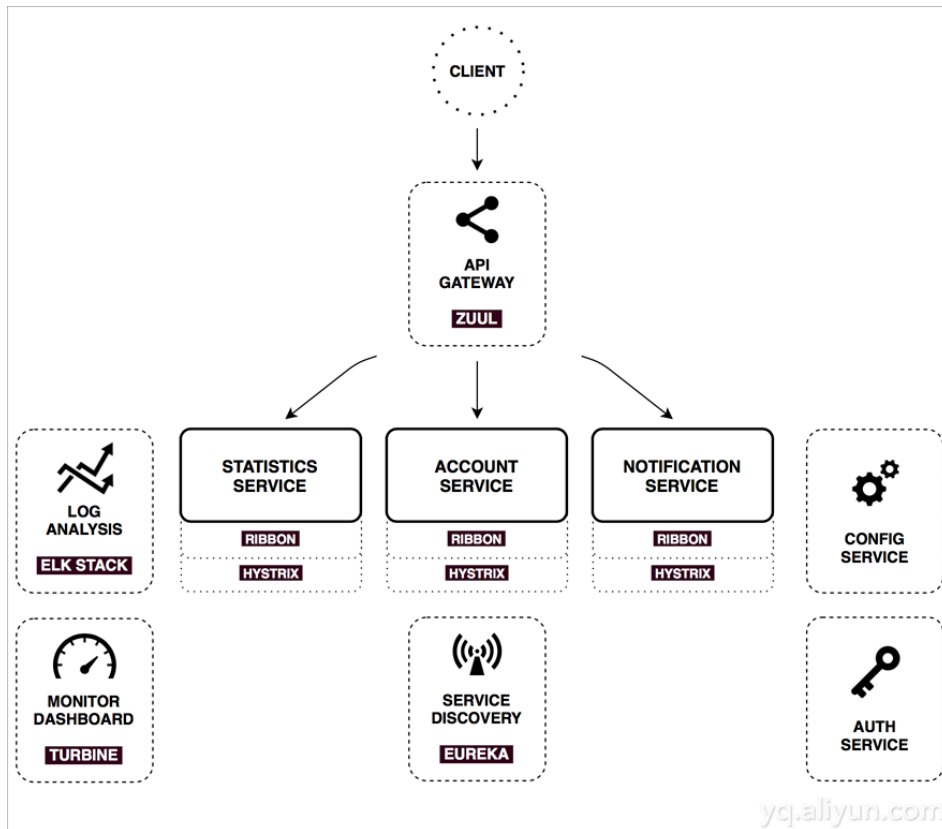 CLIENT
API
GATEWAY
ZUUL
LOG
ANALYSIS
ELK STACK
STATISTICS
SERVICE
RIBBON
HYSTRIX
ACCOUNT
SERVICE
RIBBON
HYSTRIX
NOTIFICATION
SERVICE
RIBBON
HYSTRIX
CONFIG
SERVICE
MONITOR
DASHBOARD
TURBINE
SERVICE
DISCOVERY
EUREKA
AUTH
SERVICE
yq.aliyun.com